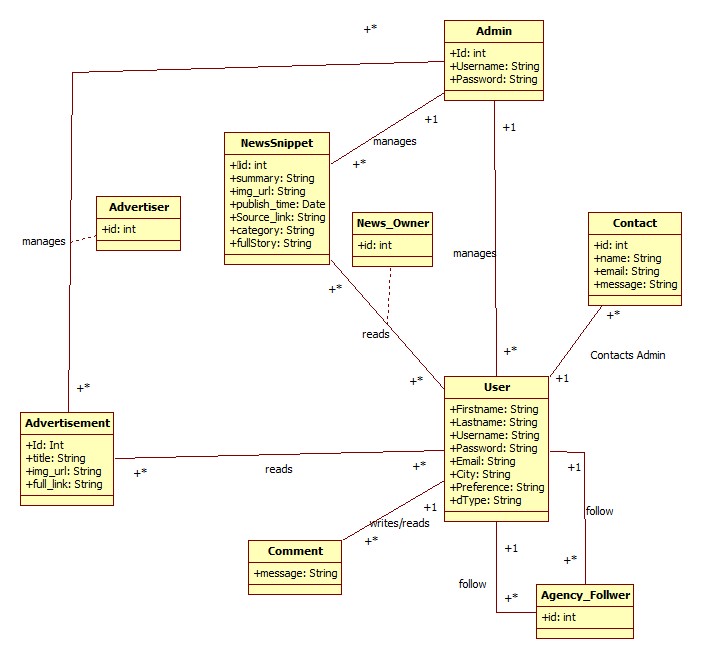 Admin
+Id: int
+Username: String
+Password: String
+*
+1
+1
manages
+*
NewsSnippet
+Iid: int
+summary: String
+img_url: String
+publish_time: Date
+Source_link: String
+category: String
+fullStory: String
Advertiser
+id: int
manages
News_Owner
+id: int
Contact
+id: int
+name: String
+email: String
+message: String
manages
+*
+*
reads
+*
+*
Contacts Admin
+1
+*
User
+Firstname: String
+Lastname: String
+Username: String
+Password: String
+Email: String
+City: String
+Preference: String
+dType: String
Advertisement
+Id: Int
+title: String
+img_url: String
+full_link: String
+*
reads
+*
+1
follow
+1
writes/reads
+*
Comment
+message: String
+1
follow
+*
+*
Agency_Follwer
+id: int